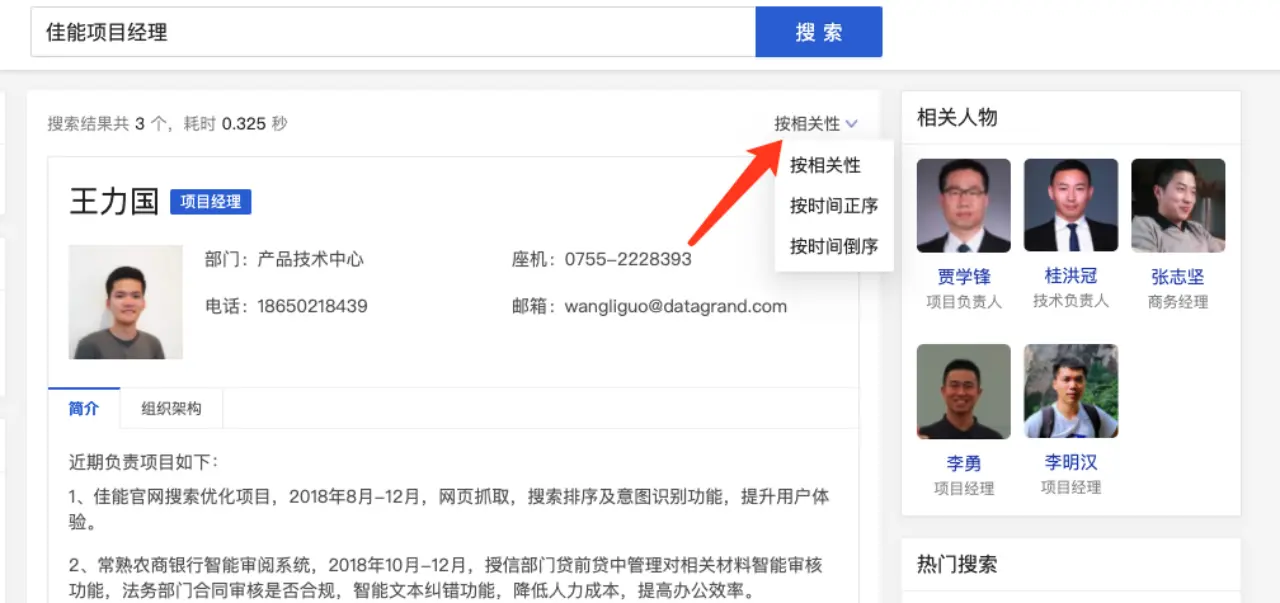 佳能项目经理
搜 索
搜索结果共 3 个，耗时 0.325 秒
按相关性
按相关性
按时间正序
按时间倒序
王力国 项目经理
部门：产品技术中心
座机：0755-2228393
电话：18650218439
邮箱：wangliguo@datagrand.com
简介
组织架构
近期负责项目如下：
1、佳能官网搜索优化项目，2018年8月-12月，网页抓取，搜索排序及意图识别功能，提升用户体
验。
2、常熟农商银行智能审阅系统，2018年10月-12月，授信部门贷前贷中管理对相关材料智能审核
功能，法务部门合同审核是否合规，智能文本纠错功能，降低人力成本，提高办公效率。
相关人物
贾学锋
项目负责人
桂洪冠
技术负责人
张志坚
商务经理
李勇
项目经理
李明汉
项目经理
热门搜索